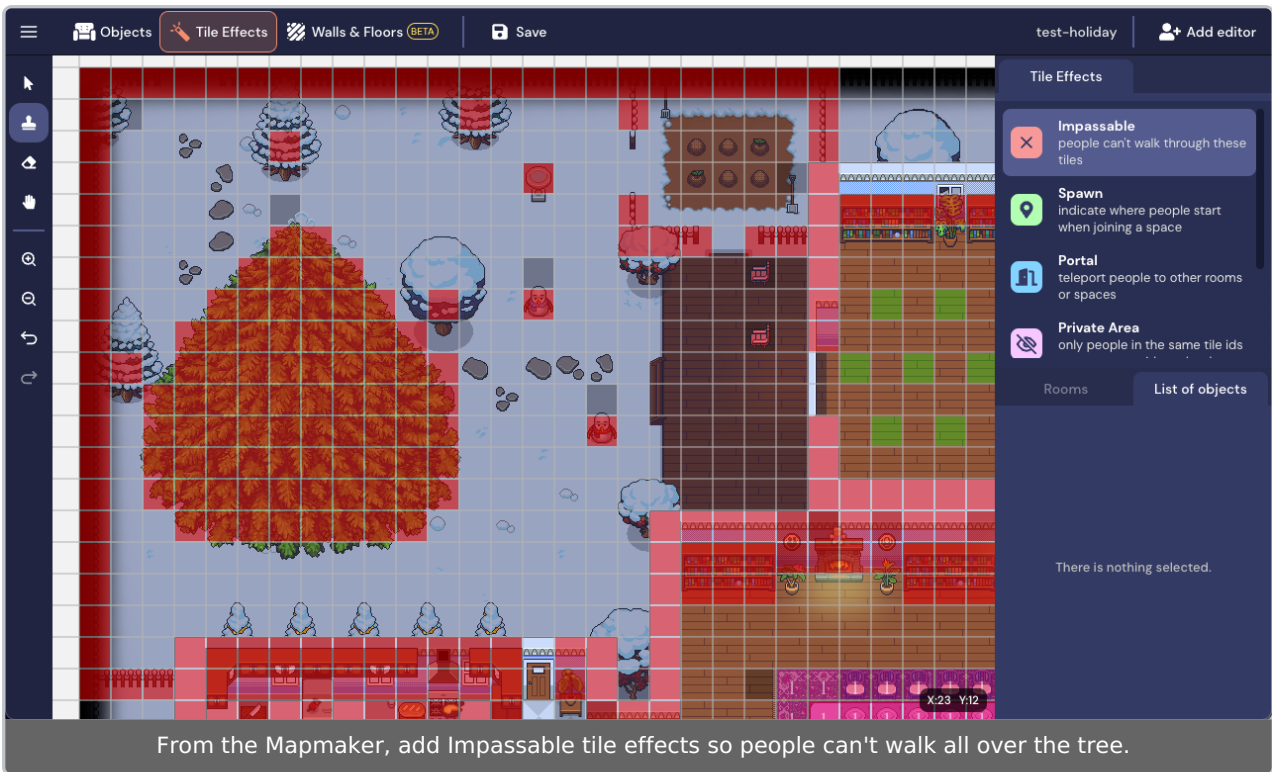 Objects Tile Effects Walls & Floors BETA Save test-holiday Add editor
Tile Effects
Impassable
people can't walk through these
tiles
Spawn
indicate where people start
when joining a space
Portal
teleport people to other rooms
or spaces
Private Area
only people in the same tile ids
Rooms List of objects
There is nothing selected.
X:23 Y:12
From the Mapmaker, add Impassable tile effects so people can't walk all over the tree.